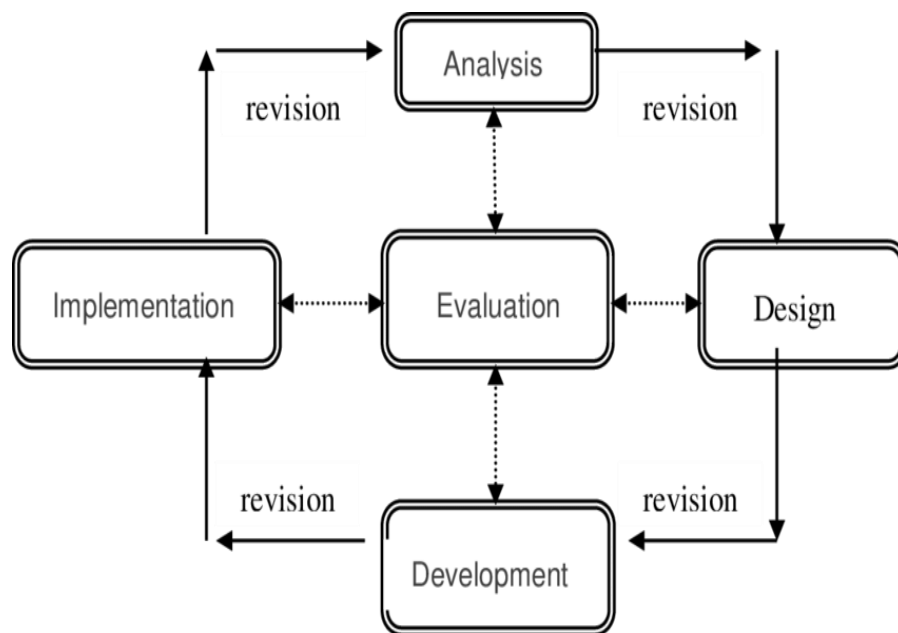 Analysis
revision
revision
Implementation
Evaluation
Design
revision
revision
Development